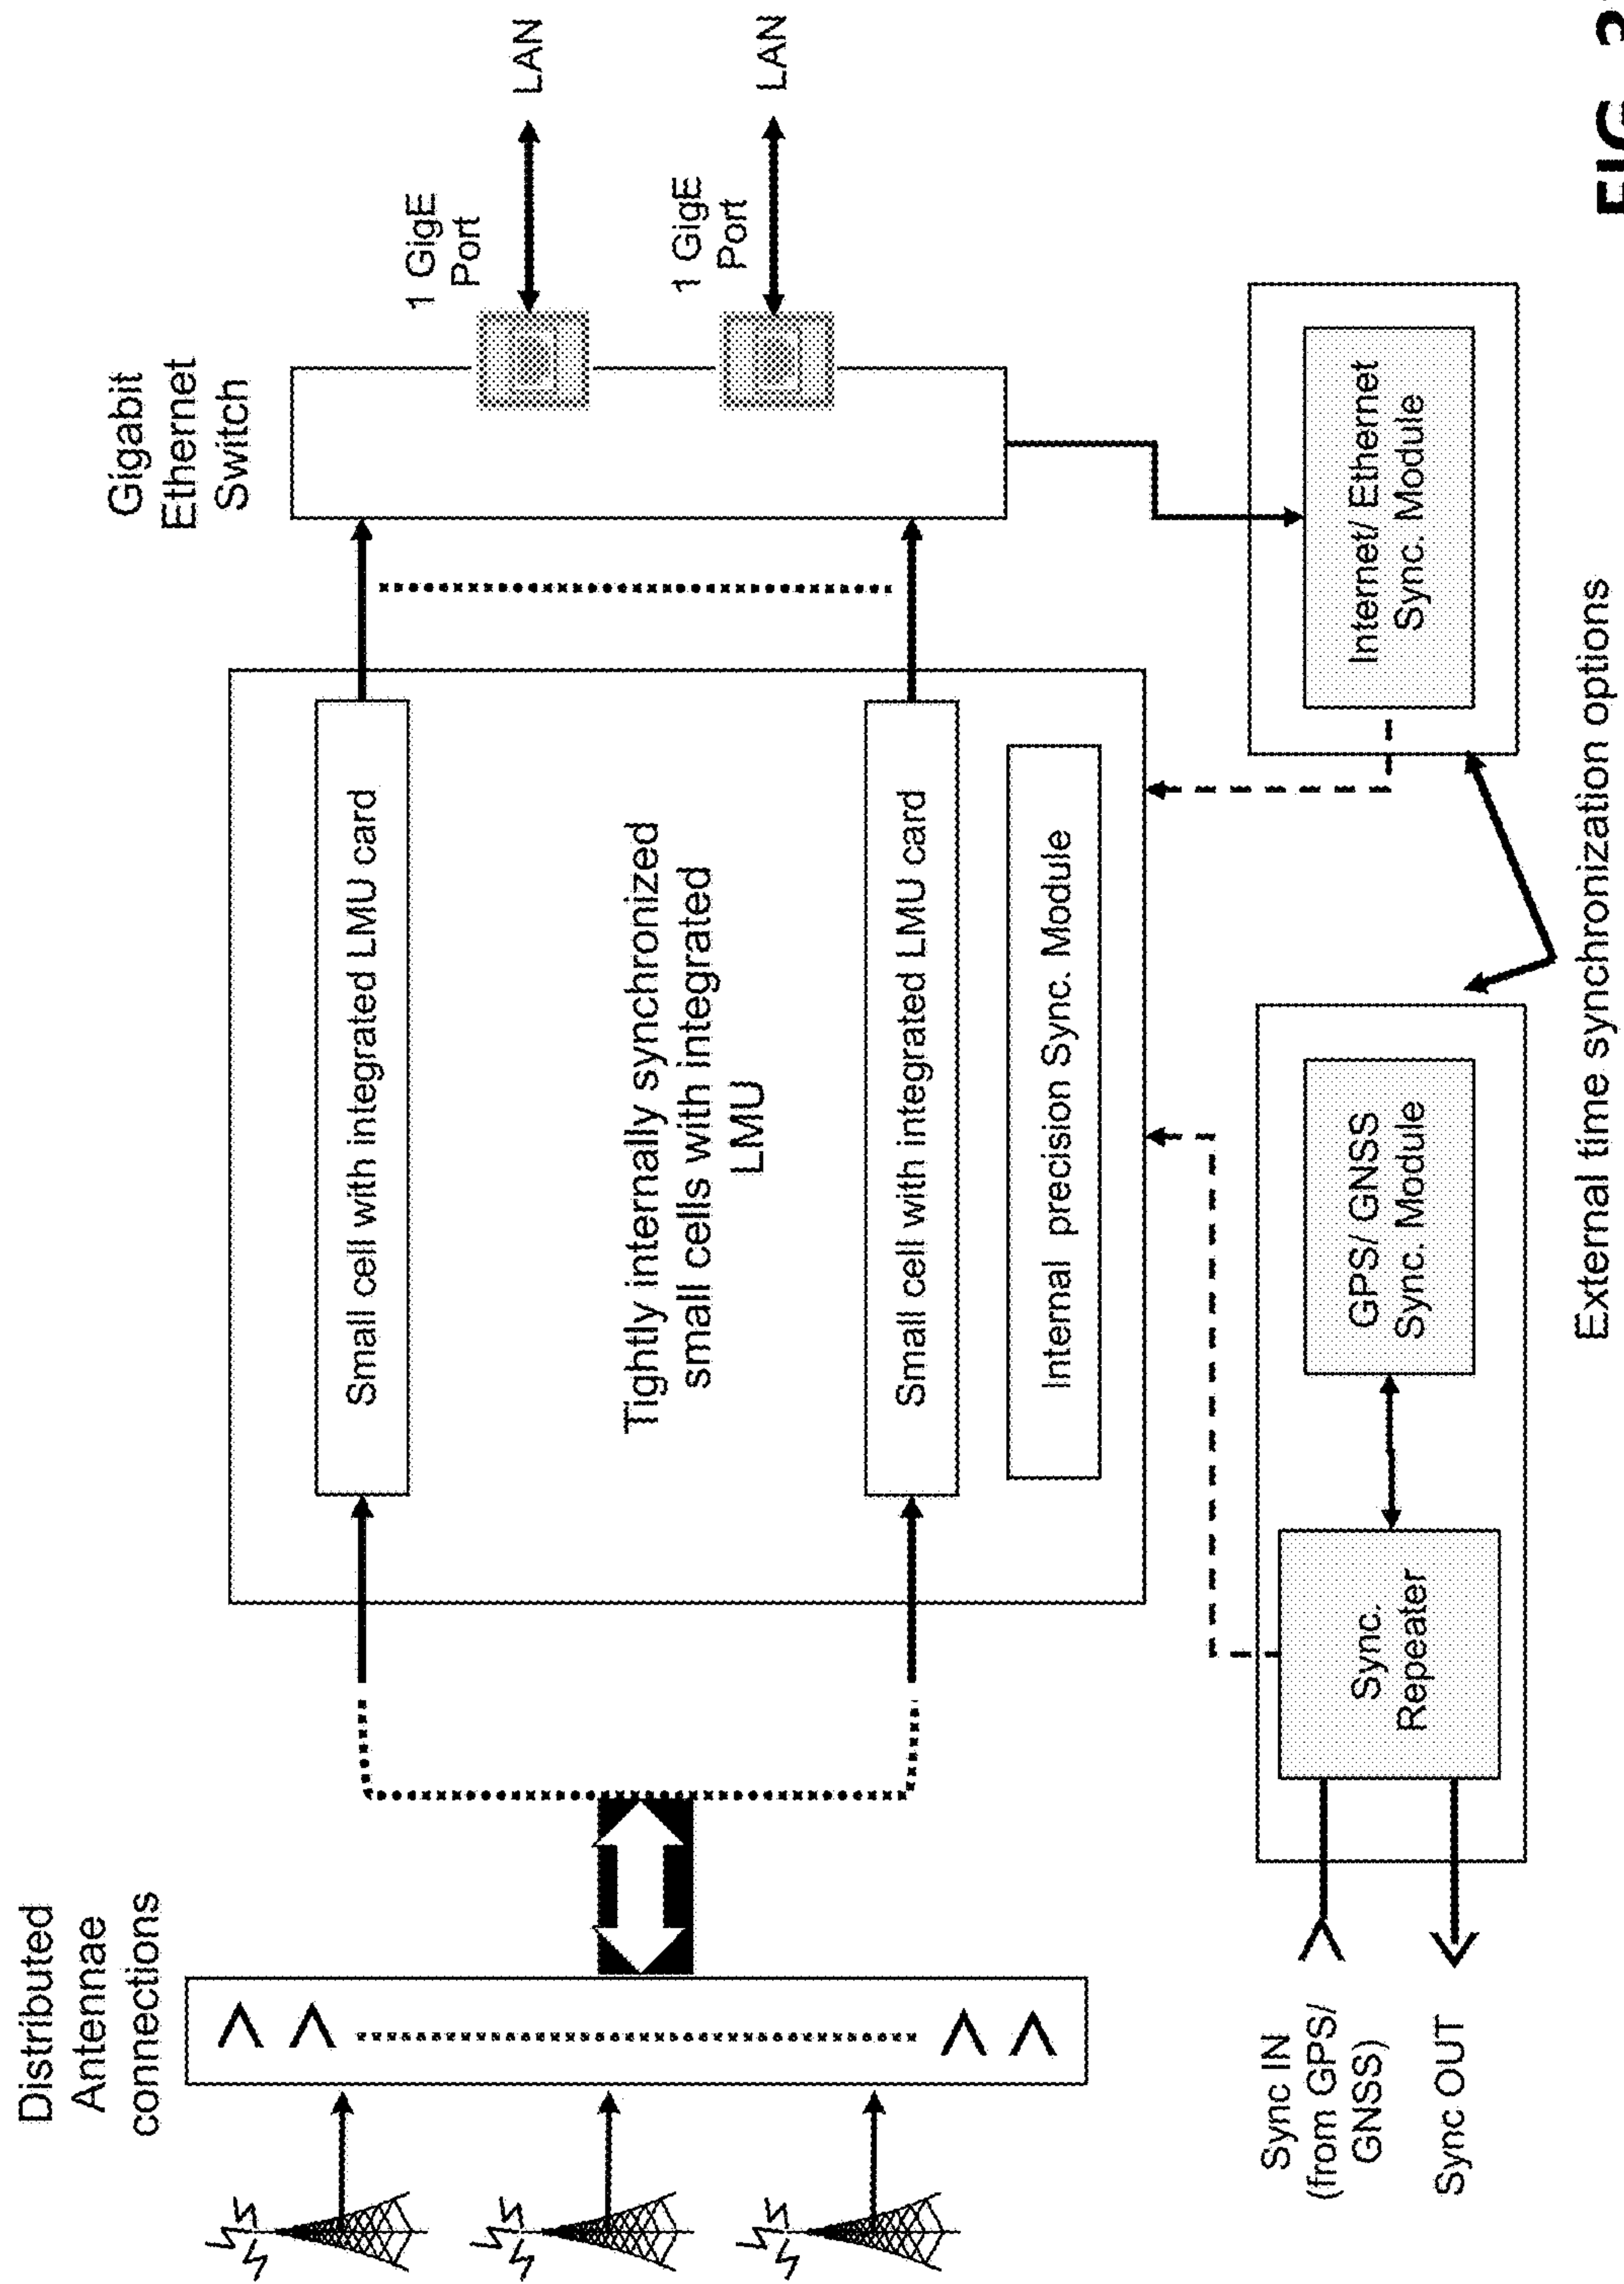 Distributed
Antennae
connections
Gigabit
Ethernet
Switch
Small cell with integrated LMU card
Tightly internally synchronized
small cells with integrated
LMU
Small cell with integrated LMU card
Internal precision Sync. Module
1 GigE
Port
LAN
1 GigE
Port
LAN
Sync IN
(from GPS/
GNSS)
Sync OUT
Sync.
Repeater
GPS/ GNSS
Sync. Module
Internet/ Ethernet
Sync. Module
External time synchronization options
FIG.